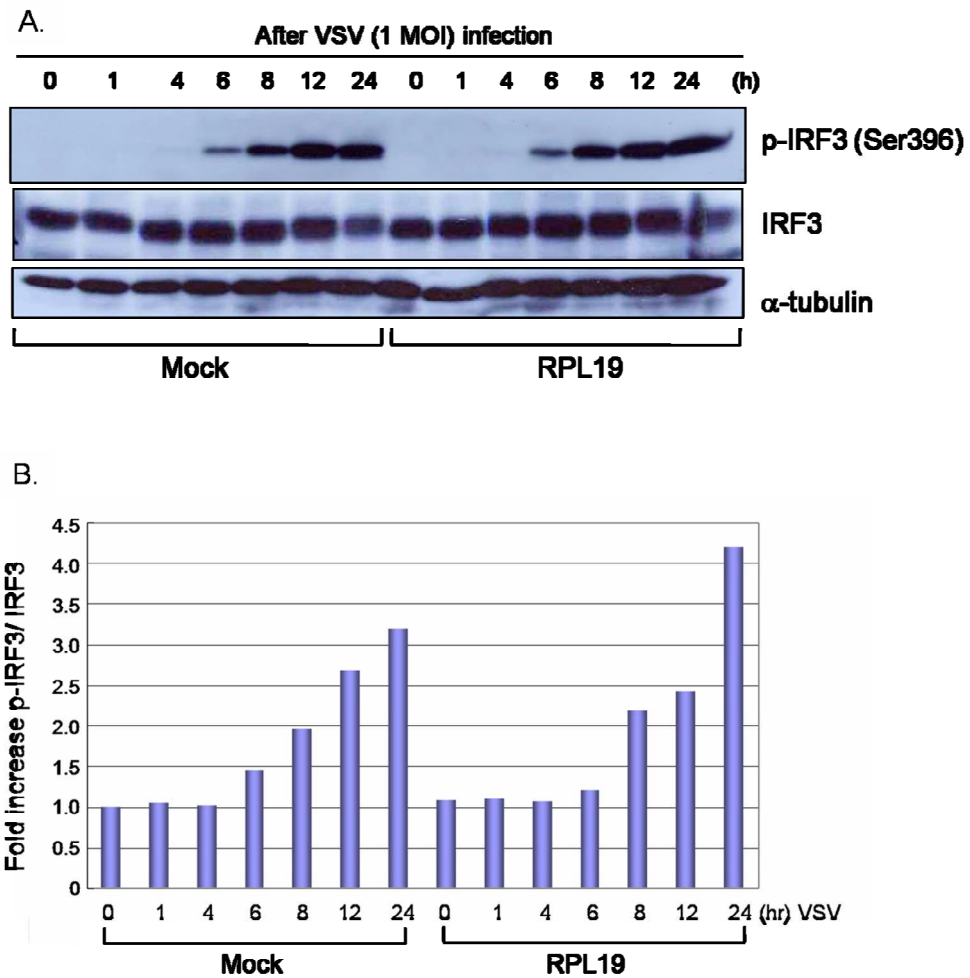 A.
After VSV (1 MOI) infection
0 1 4 6 8 12 24 0 1 4 6 8 12 24 (h)
p-IRF3 (Ser396)
IRF3
α-tubulin
Mock RPL19
B.
Fold increase p-IRF3/ IRF3
4.5
4.0
3.5
3.0
2.5
2.0
1.5
1.0
0.5
0
0 1 4 6 8 12 24 0 1 4 6 8 12 24 (hr) VSV
Mock RPL19